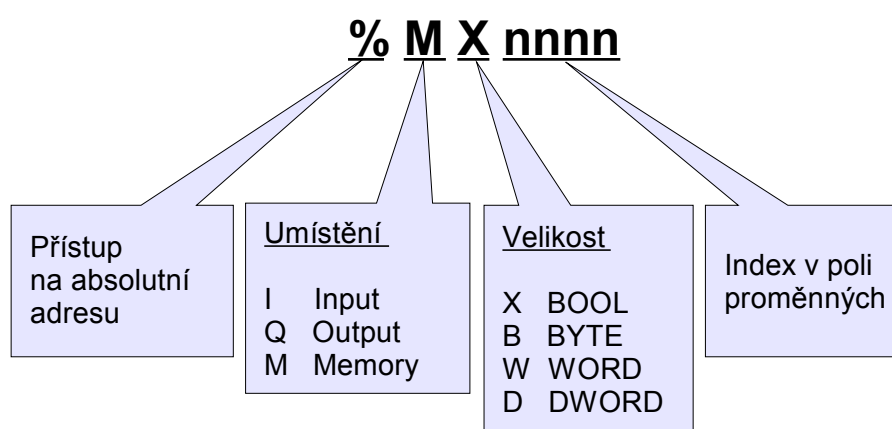 % M X nnnn
Přístup
na absolutní
adresu
Umístění
I Input
Q Output
M Memory
Velikost
X BOOL
B BYTE
W WORD
D DWORD
Index v poli
proměnných